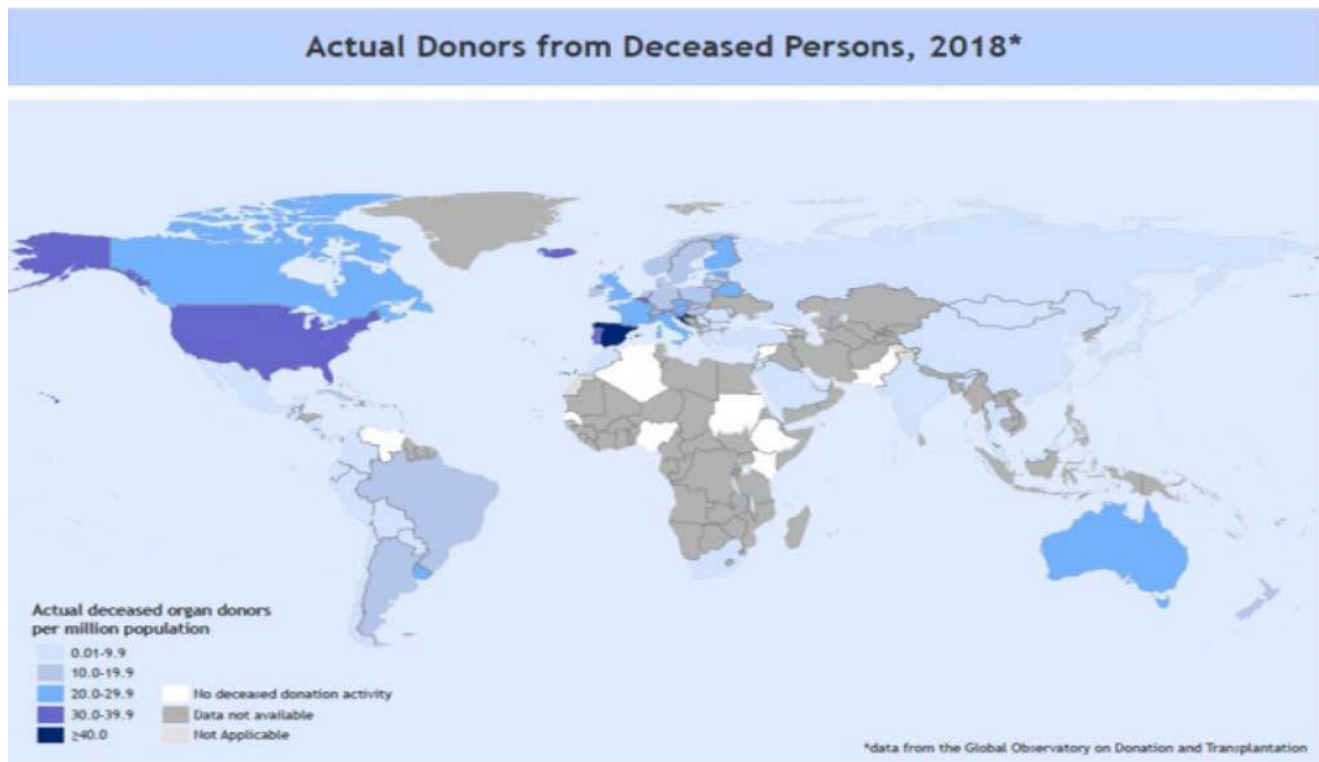 Actual Donors from Deceased Persons, 2018*
Actual deceased organ donors
per million population
0.01-9.9
10.0-19.9
20.0-29.9
30.0-39.9
≥40.0
No deceased donation activity
Data not available
Not Applicable
*data from the Global Observatory on Donation and Transplantation